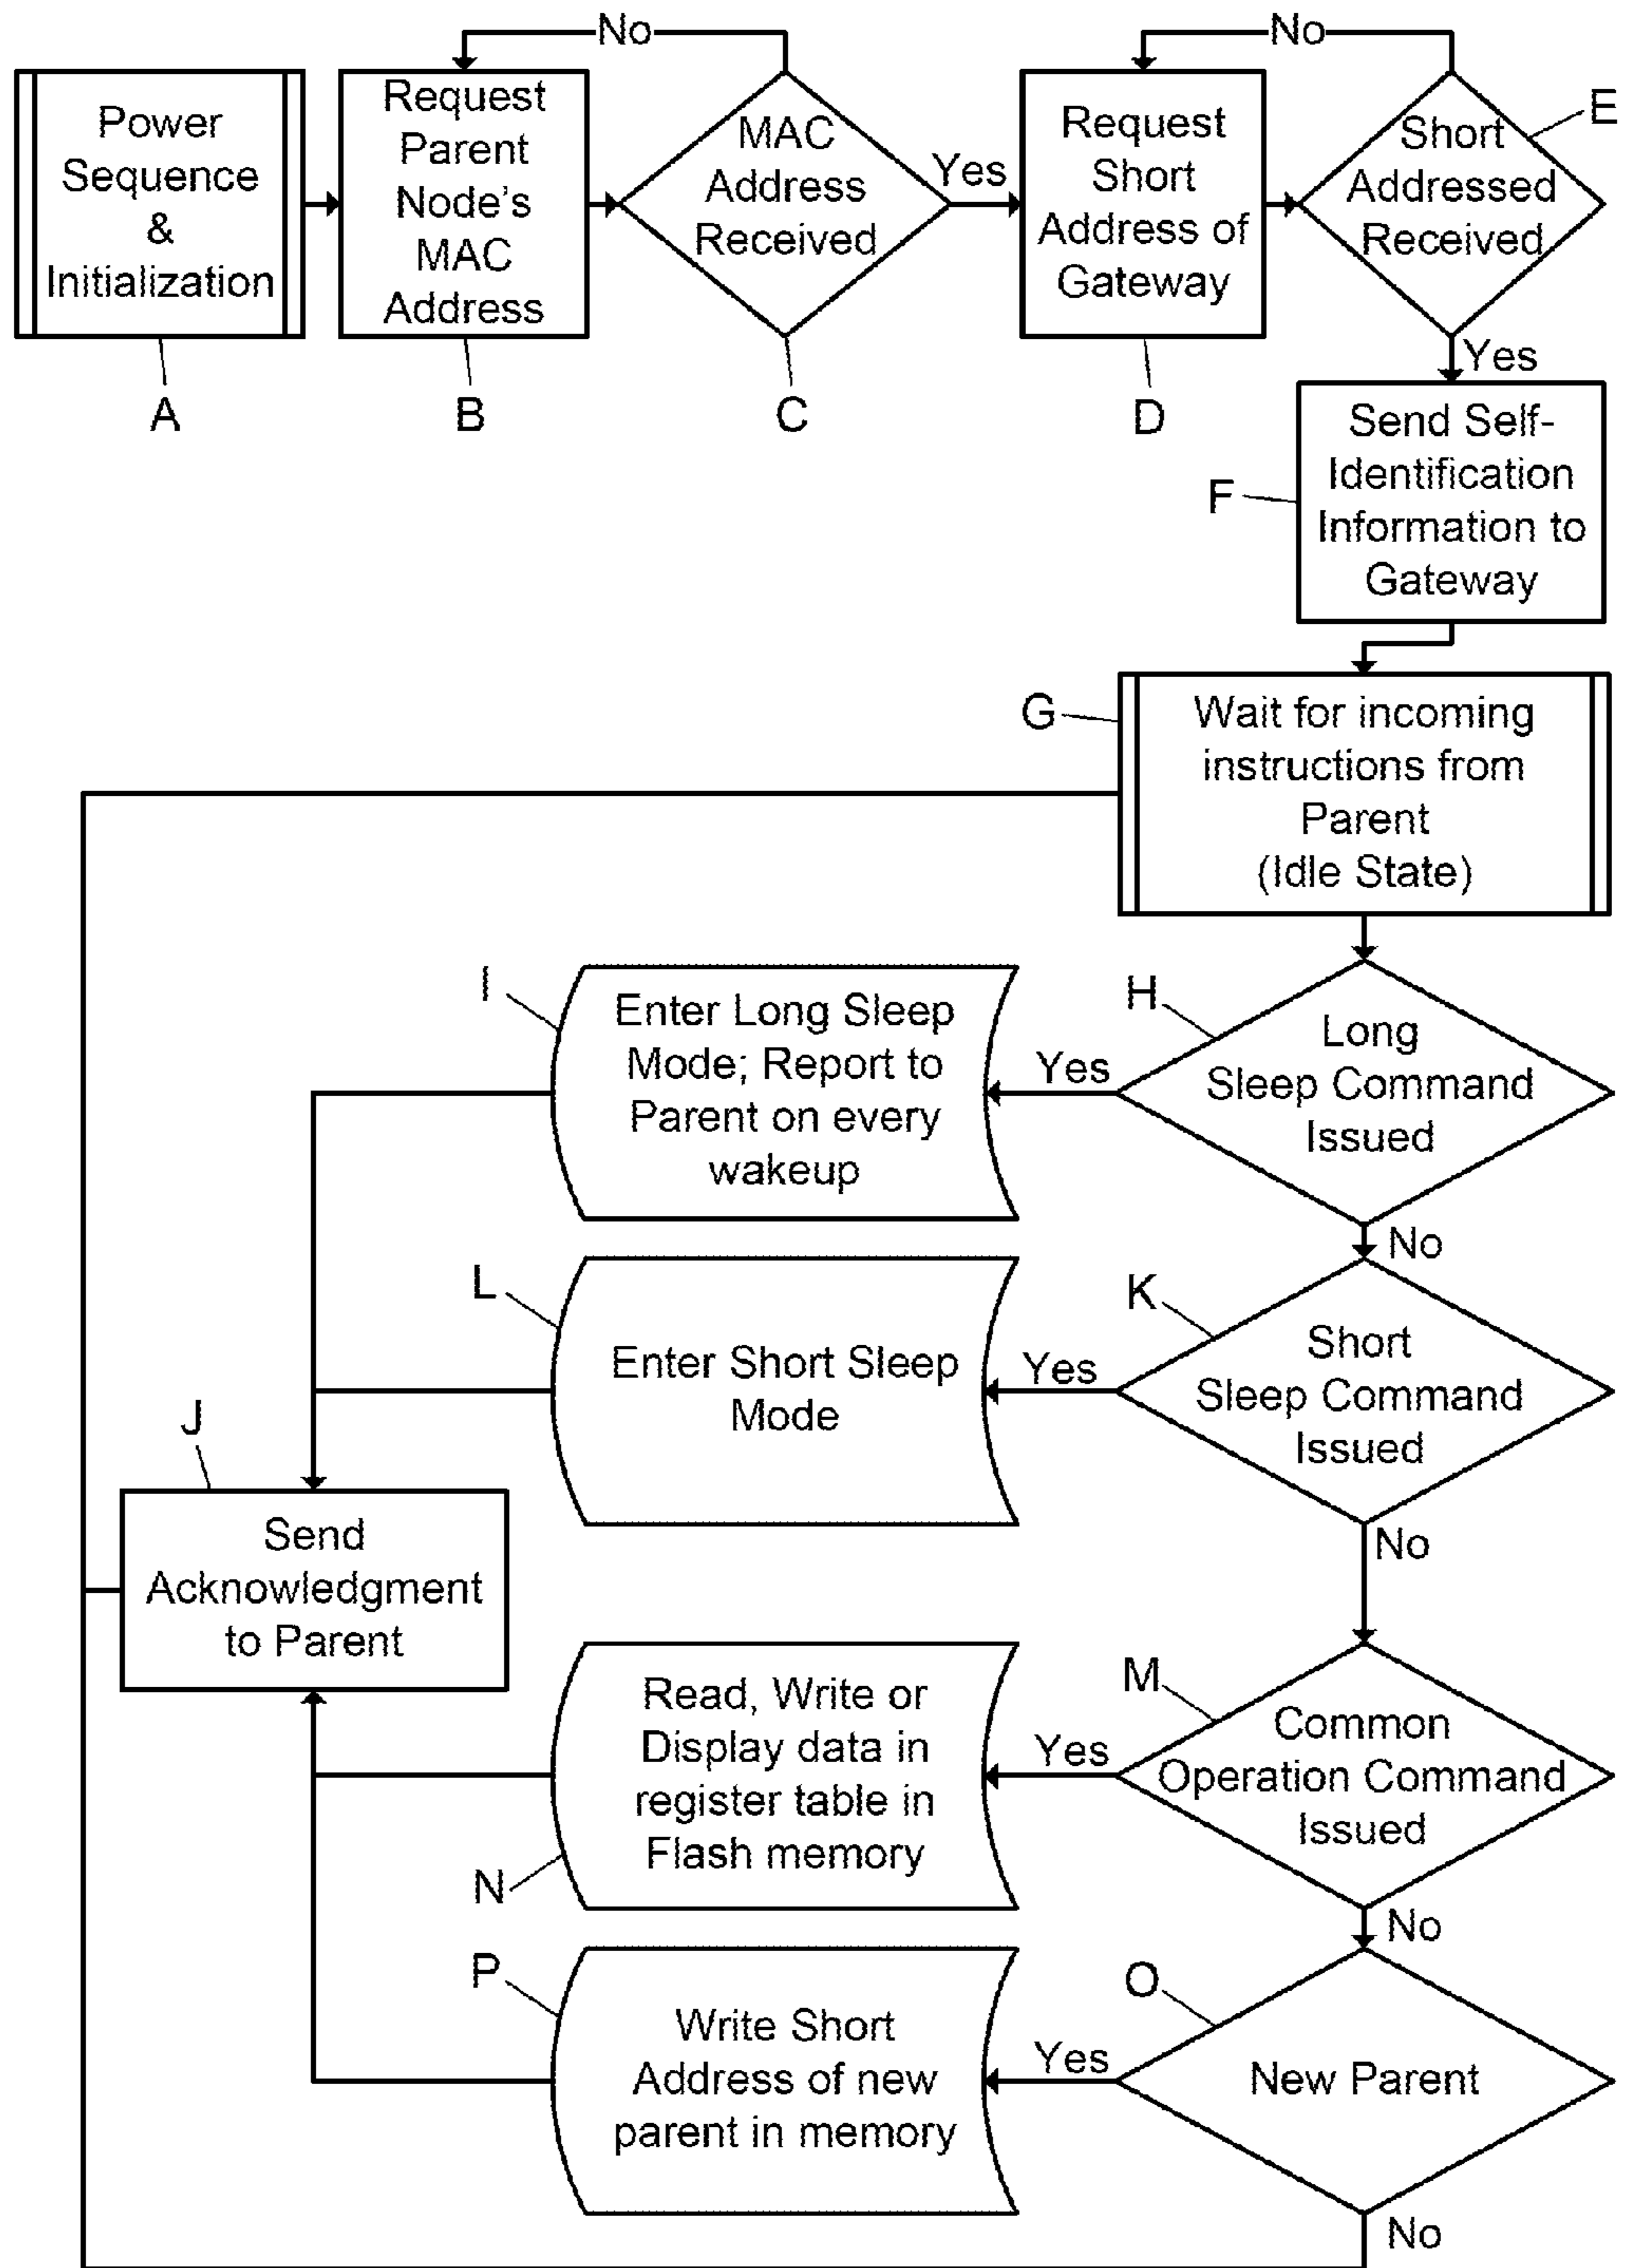 No
No
Power
Sequence
&
Initialization
Request
Parent
Node's
MAC
Address
MAC
Address
Received
Yes
Request
Short
Address of
Gateway
Short
Addressed
Received
E
A
B
C
D
Yes
Send Self-
Identification
Information to
Gateway
F
G
Wait for incoming
instructions from
Parent
(Idle State)
I
Enter Long Sleep
Mode; Report to
Parent on every
wakeup
Yes
H
Long
Sleep Command
Issued
No
L
Enter Short Sleep
Mode
Yes
K
Short
Sleep Command
Issued
No
J
Send
Acknowledgment
to Parent
Read, Write or
Display data in
register table in
Flash memory
N
Yes
M
Common
Operation Command
Issued
No
P
Write Short
Address of new
parent in memory
Yes
O
New Parent
No